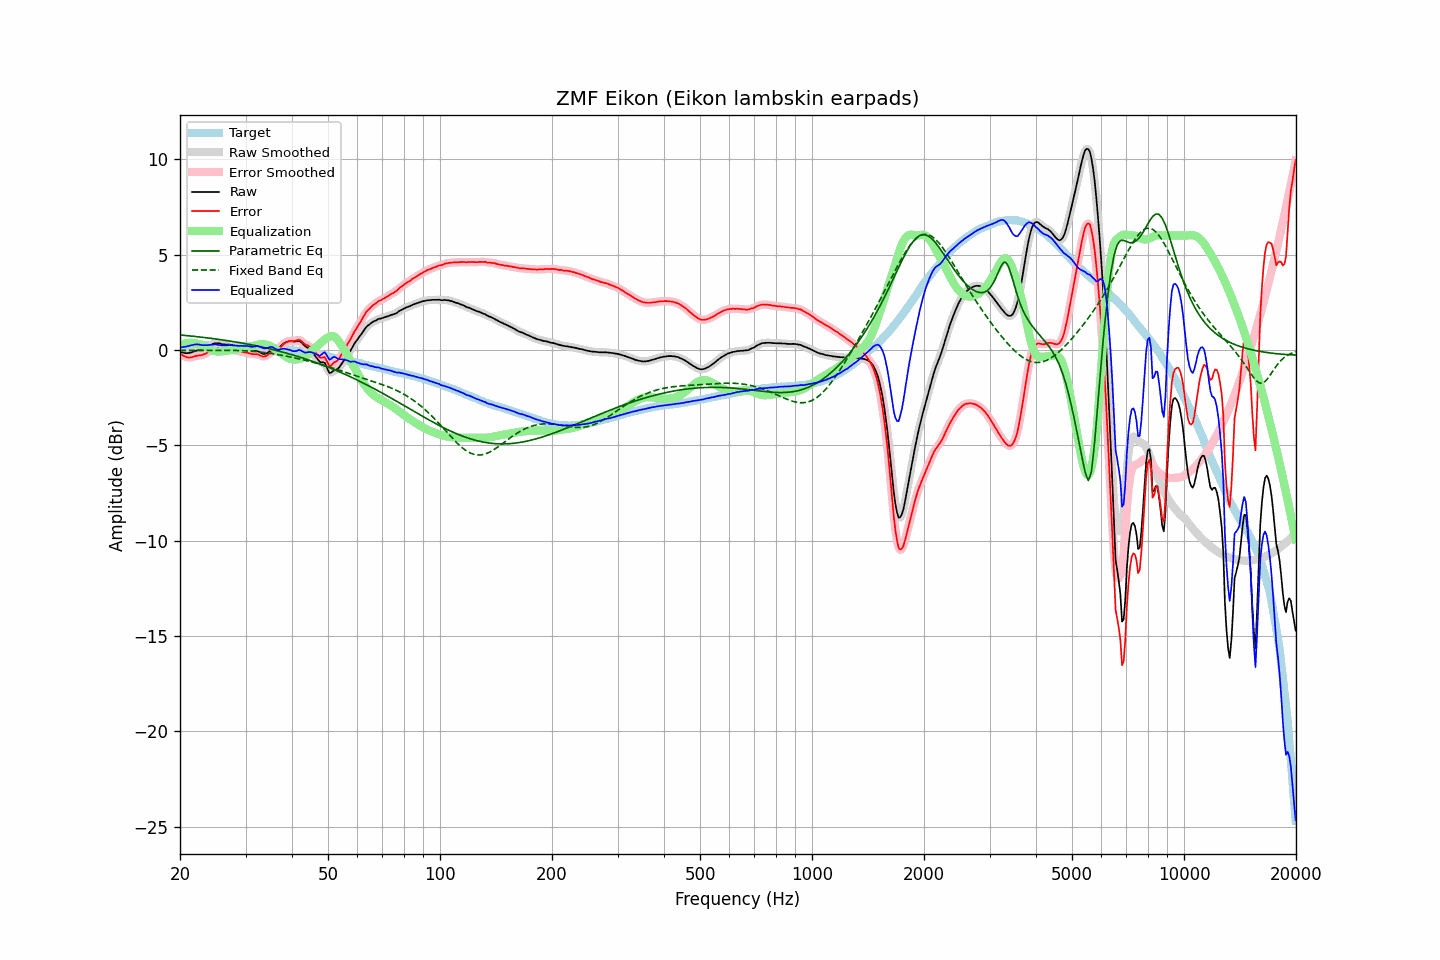 ZMF Eikon (Eikon lambskin earpads)
Target
Raw Smoothed
Error Smoothed
Raw
Error
Equalization
Parametric Eq
Fixed Band Eq
Equalized
Amplitude (dBr)
10
5
0
−5
−10
−15
−20
−25
20 50 100 200 500 1000 2000 5000 10000 20000
Frequency (Hz)